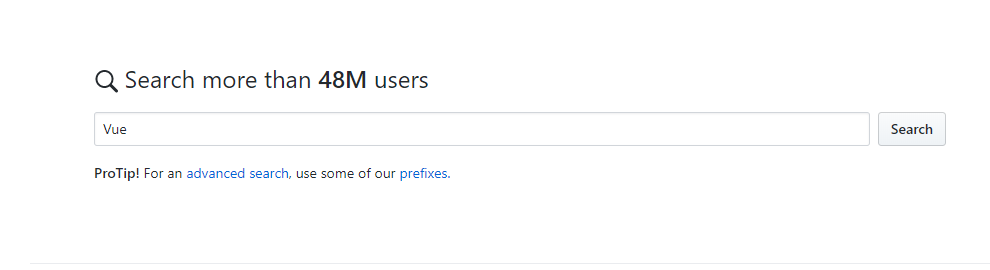 Search more than 48M users
Vue
Search
ProTip! For an advanced search, use some of our prefixes.